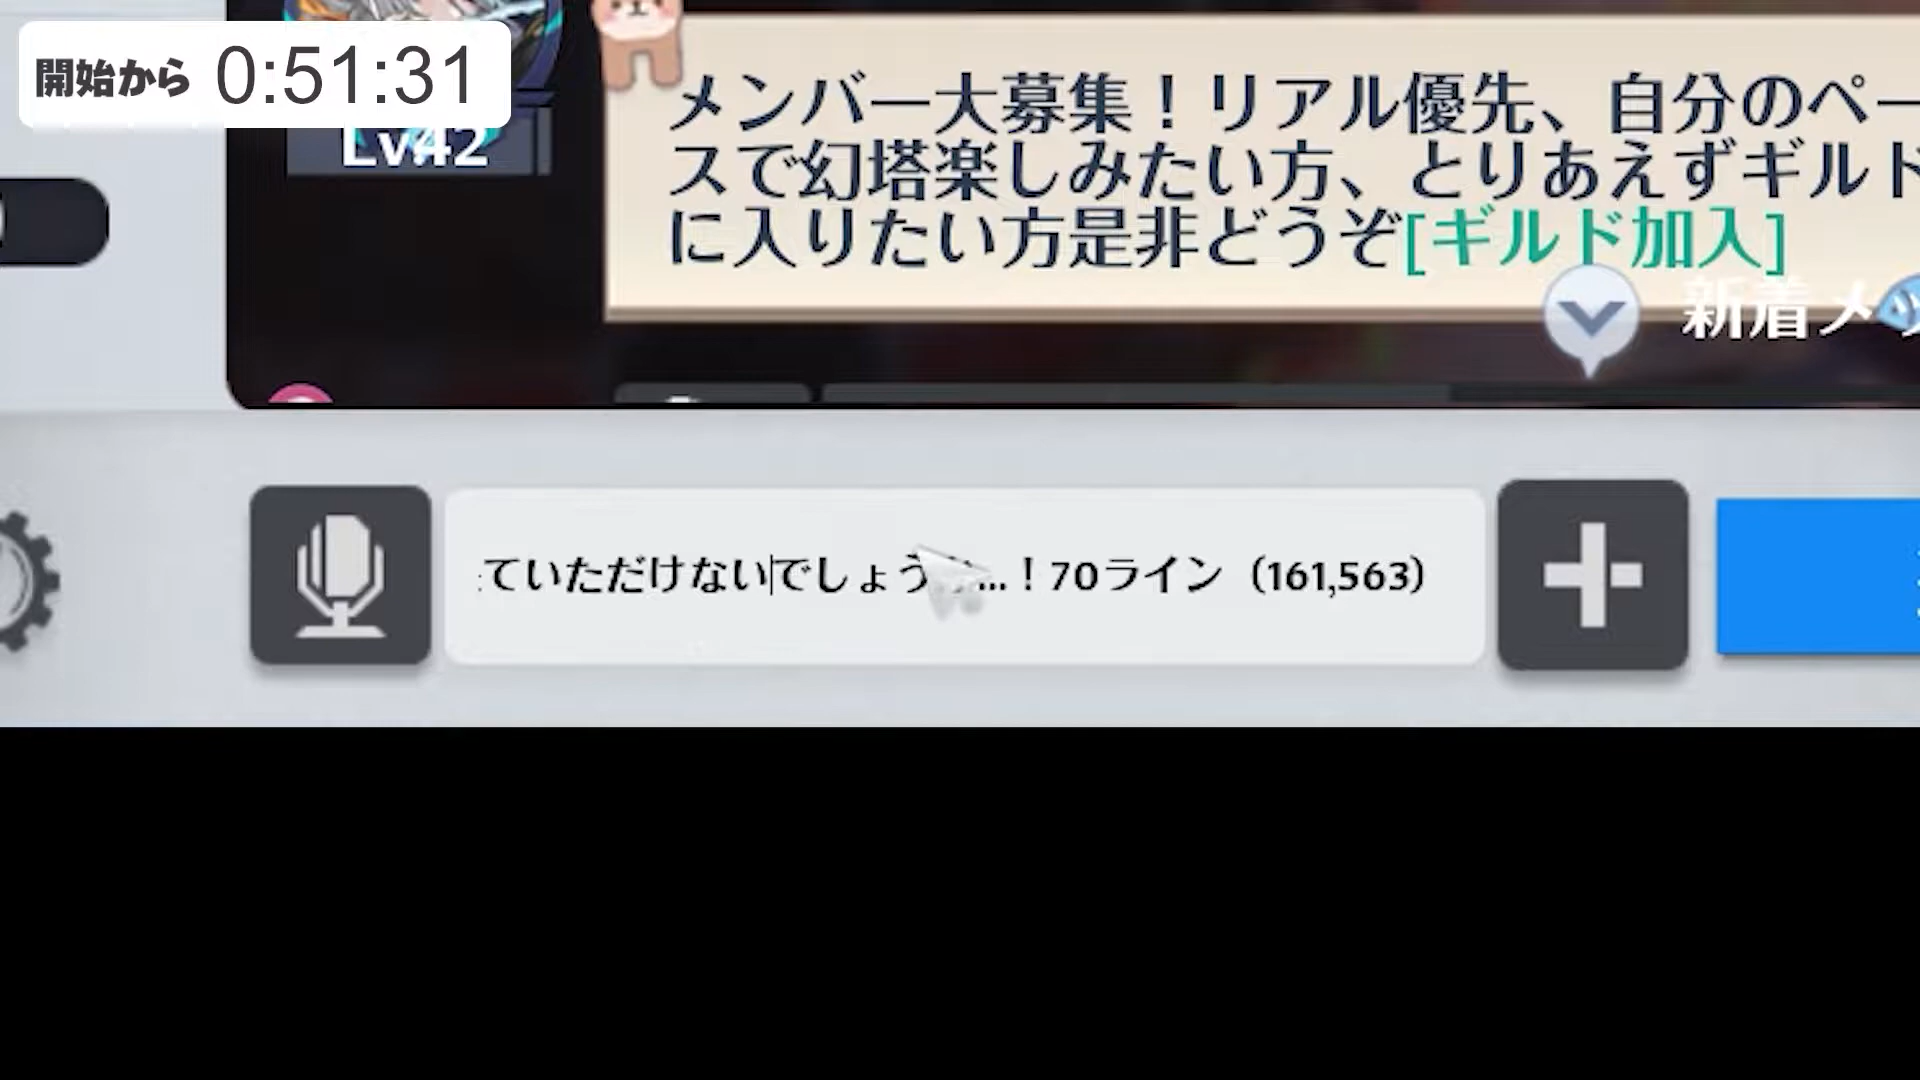 開始から 0:51:31
Lv42
メンバー大募集！リアル優先、自分のペー
スで幻塔楽しみたい方、とりあえずギルド
に入りたい方是非どうぞ[ギルド加入]
新着メッ
ていただけないでしょうか...！70ライン（161,563）